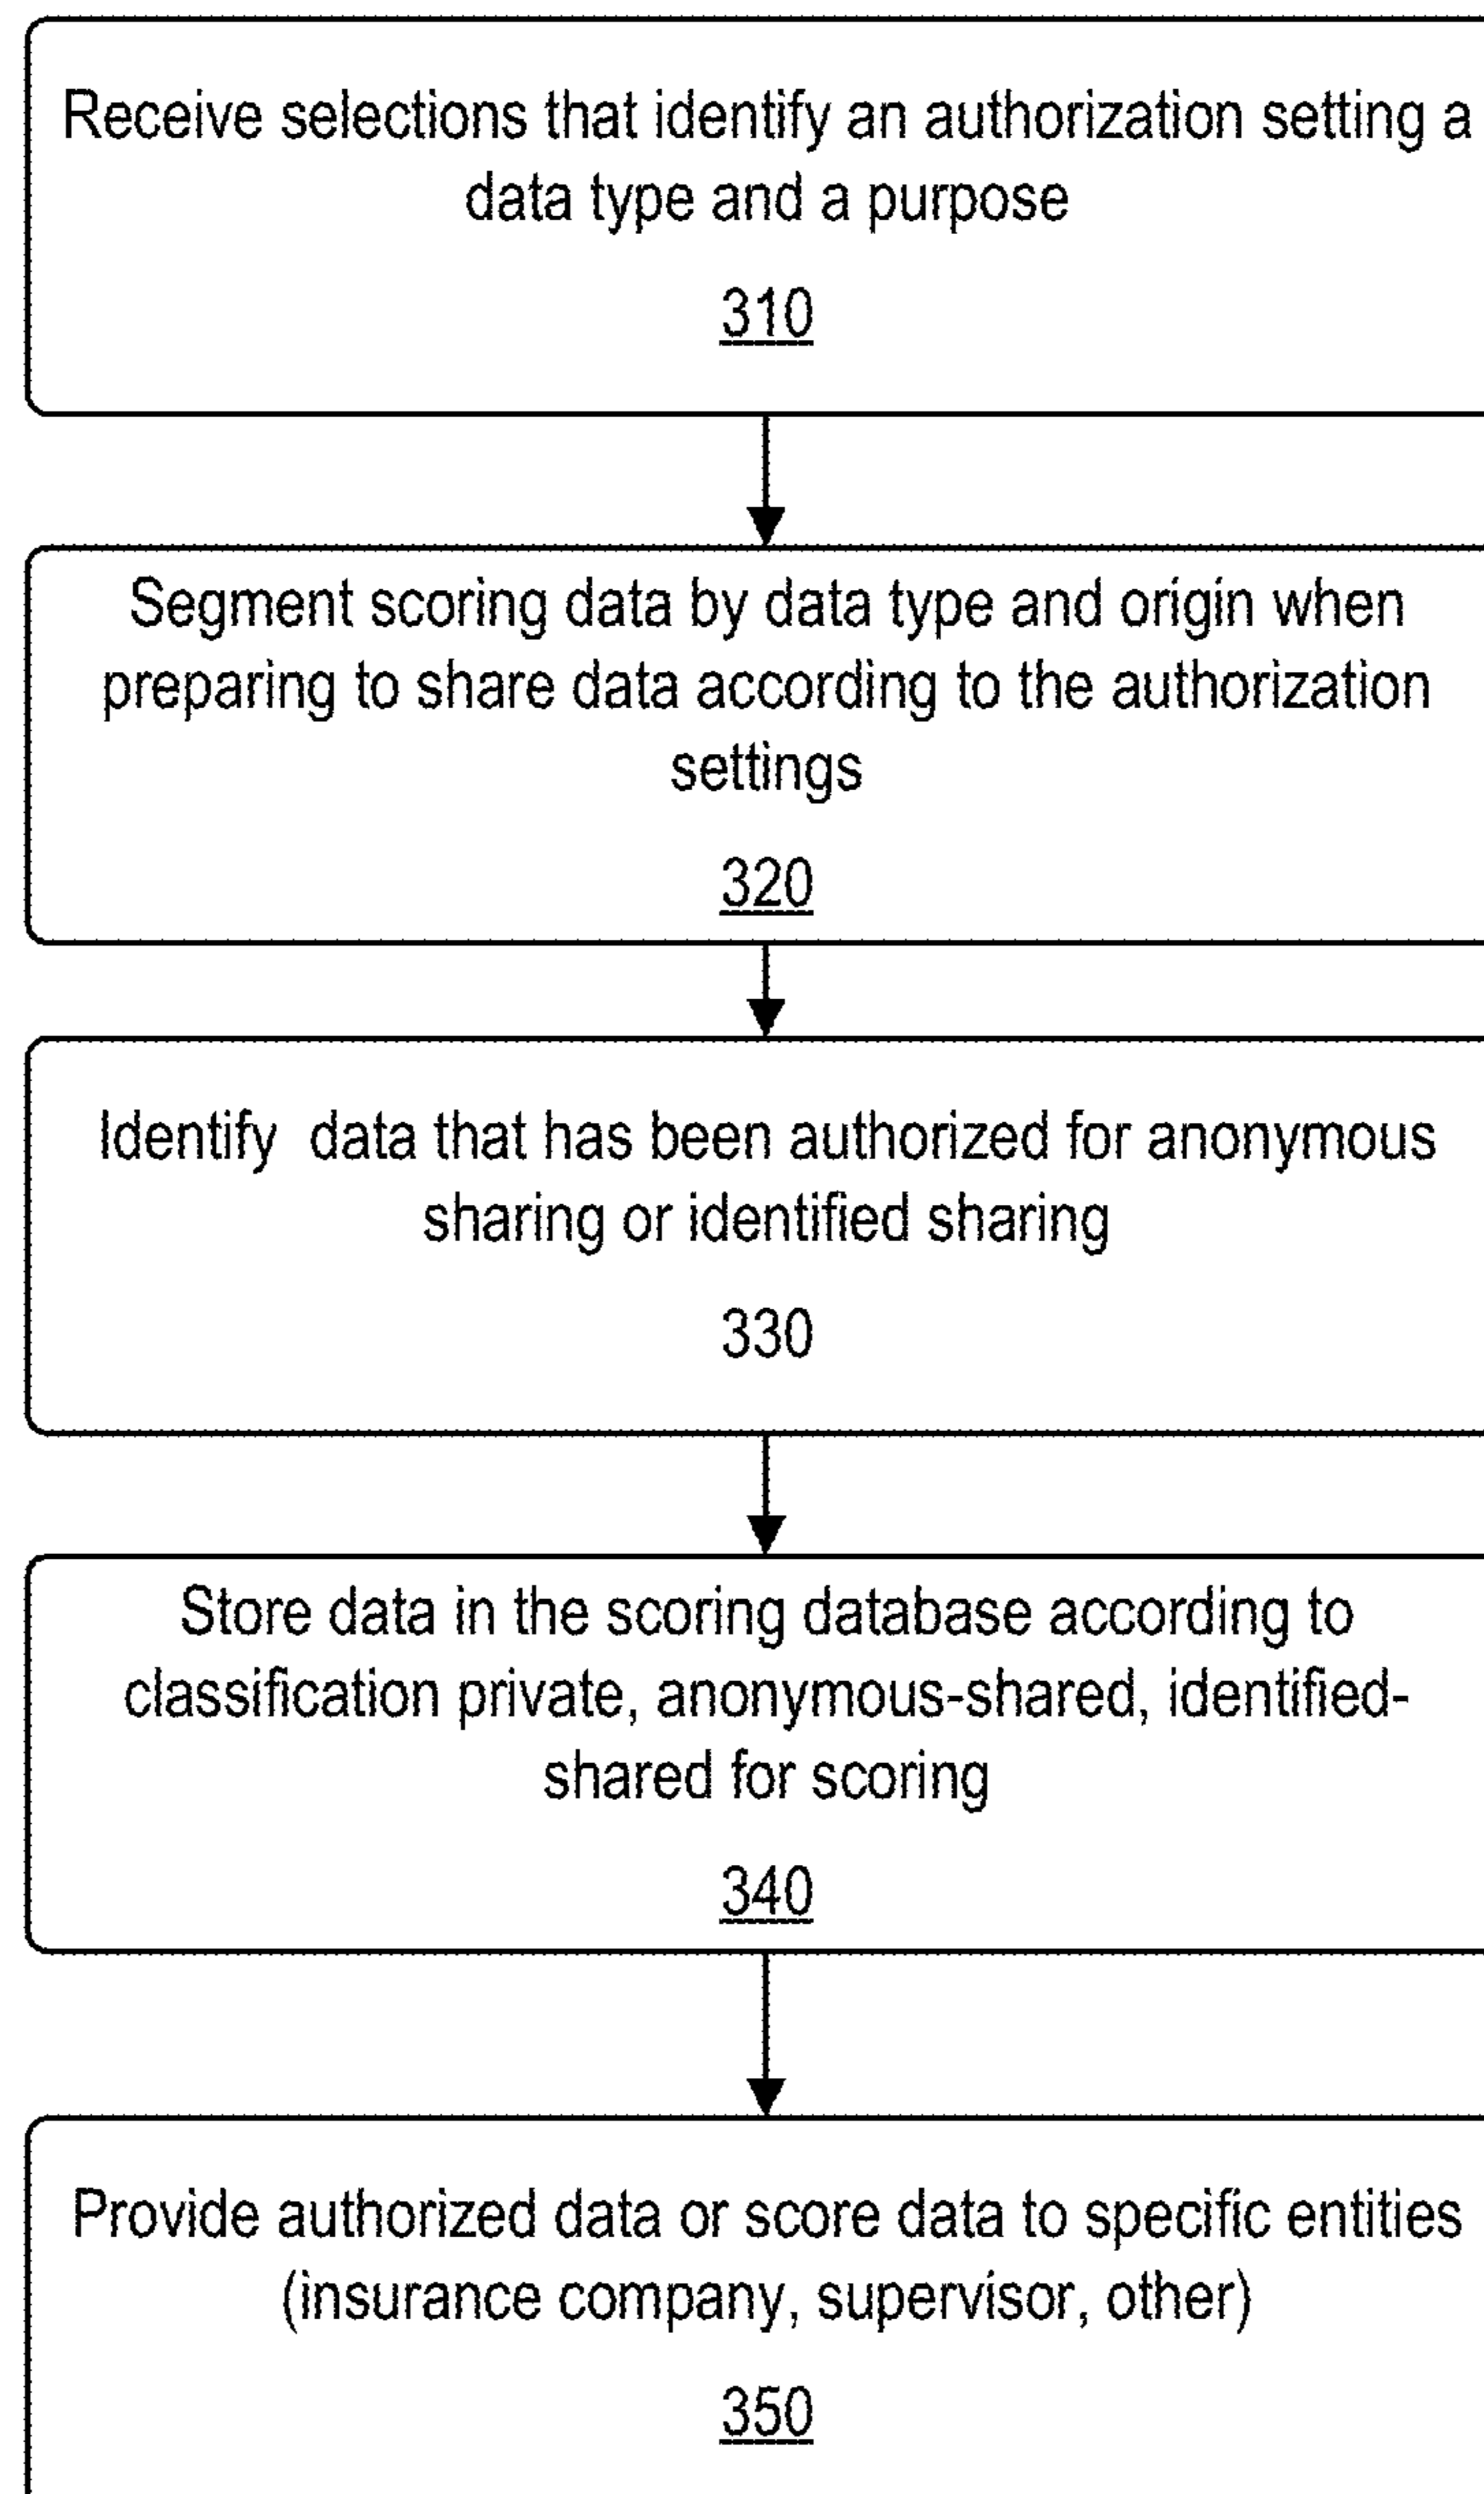 Receive selections that identify an authorization setting a
data type and a purpose
310
Segment scoring data by data type and origin when
preparing to share data according to the authorization
settings
320
Identify data that has been authorized for anonymous
sharing or identified sharing
330
Store data in the scoring database according to
classification private, anonymous-shared, identified-
shared for scoring
340
Provide authorized data or score data to specific entities
(insurance company, supervisor, other)
350